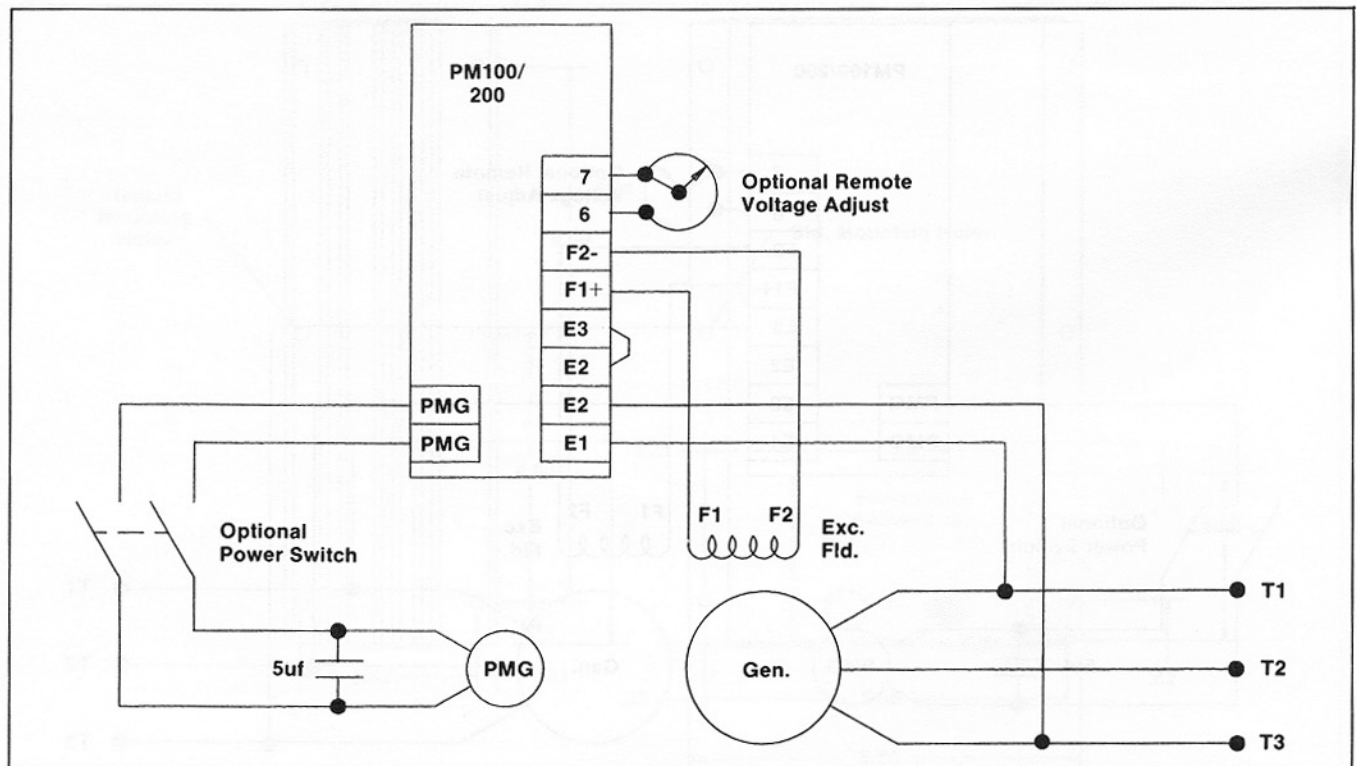 PM100/
200
7
6
F2-
F1+
E3
E2
E2
E1
PMG
PMG
Optional Remote
Voltage Adjust
Optional
Power Switch
F1 F2
Exc.
Fld.
5uf
PMG
Gen.
T1
T2
T3